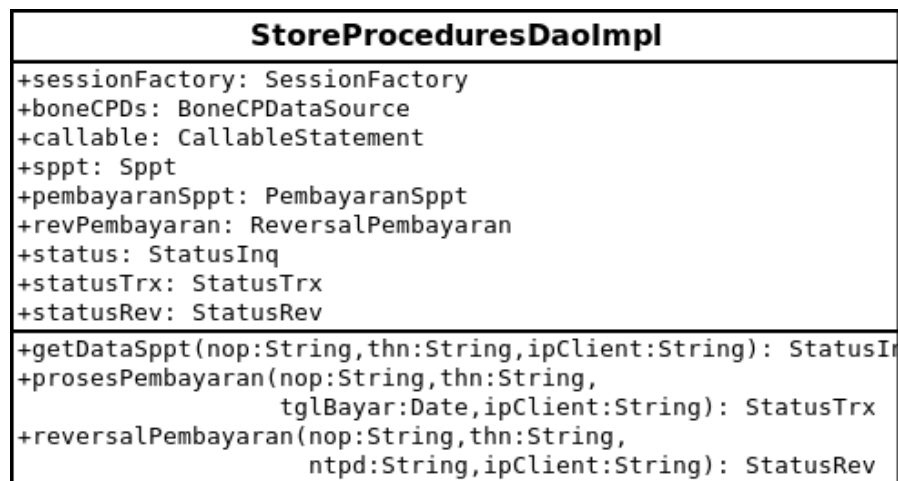 StoreProceduresDaoImpl
+sessionFactory: SessionFactory
+boneCPDs: BoneCPDataSource
+callable: CallableStatement
+sppt: Sppt
+pembayaranSppt: PembayaranSppt
+revPembayaran: ReversalPembayaran
+status: StatusInq
+statusTrx: StatusTrx
+statusRev: StatusRev
+getDataSppt(nop:String,thn:String,ipClient:String):
+prosesPembayaran(nop:String,thn:String,
tglBayar:Date,ipClient:String): StatusTrx
+reversalPembayaran(nop:String,thn:String,
ntpd:String,ipClient:String): StatusRev